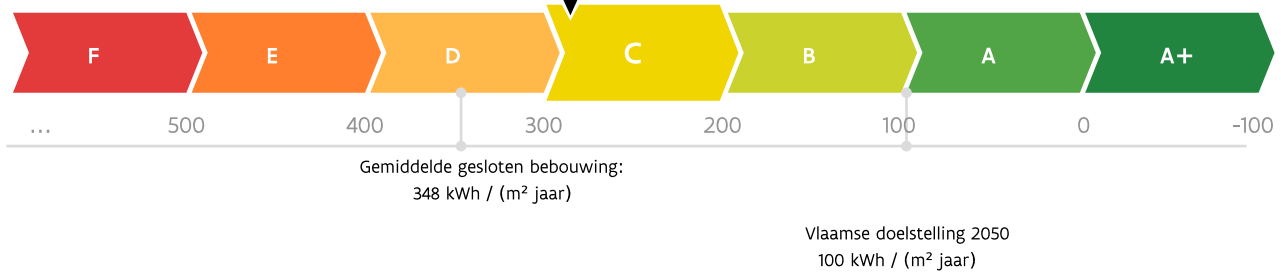 F E D C B A A+
... 500 400 300 200 100 0 -100
Gemiddelde gesloten bebouwing:
348 kWh / (m² jaar)
Vlaamse doelstelling 2050
100 kWh / (m² jaar)